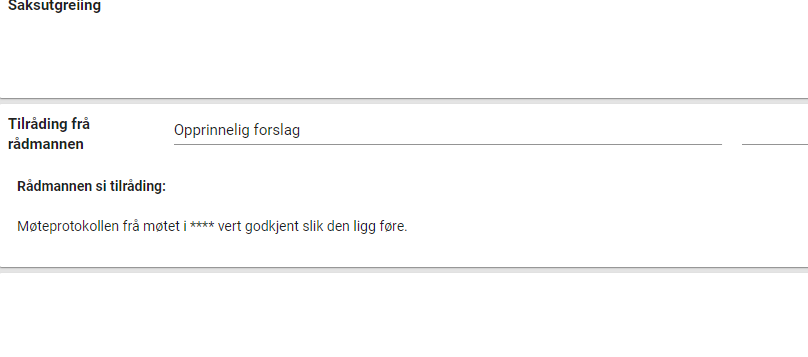 Saksutgreiing
Tilråding frå
rådmannen
Opprinnelig forslag
Rådmannen si tilråding:
Møteprotokollen frå møtet i **** vert godkjent slik den ligg føre.